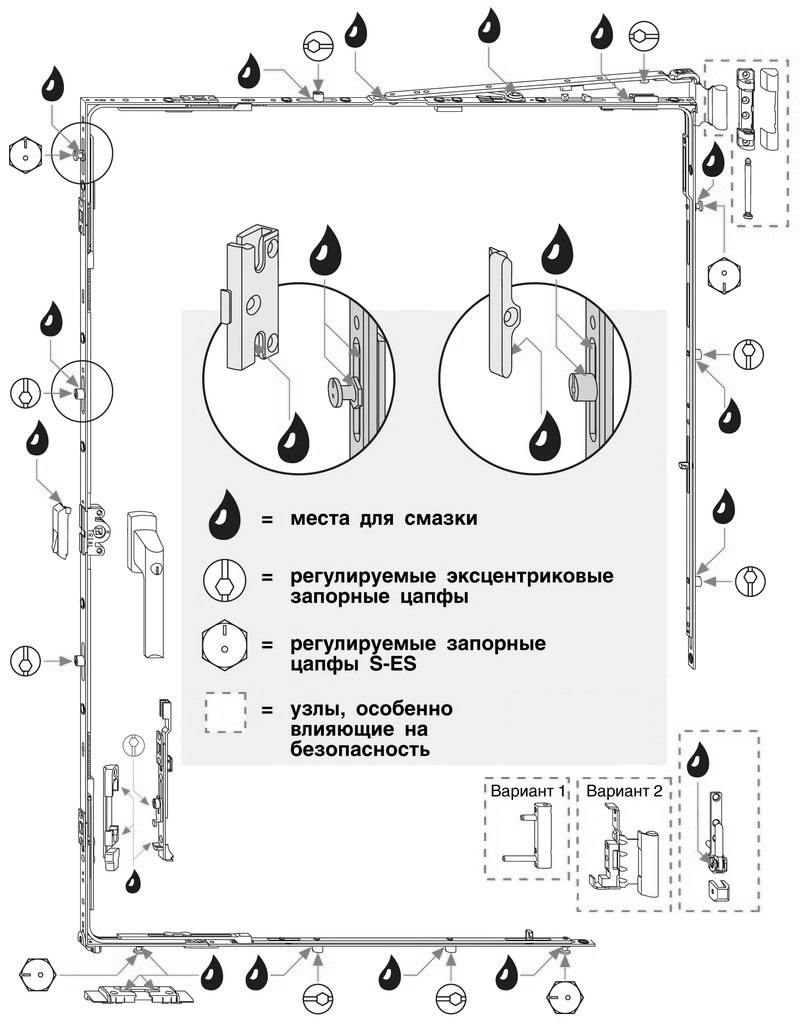 = места для смазки
= регулируемые эксцентриковые
запорные цапфы
= регулируемые запорные
цапфы S-ES
= узлы, особенно
влияющие на
безопасность
Вариант 1
Вариант 2